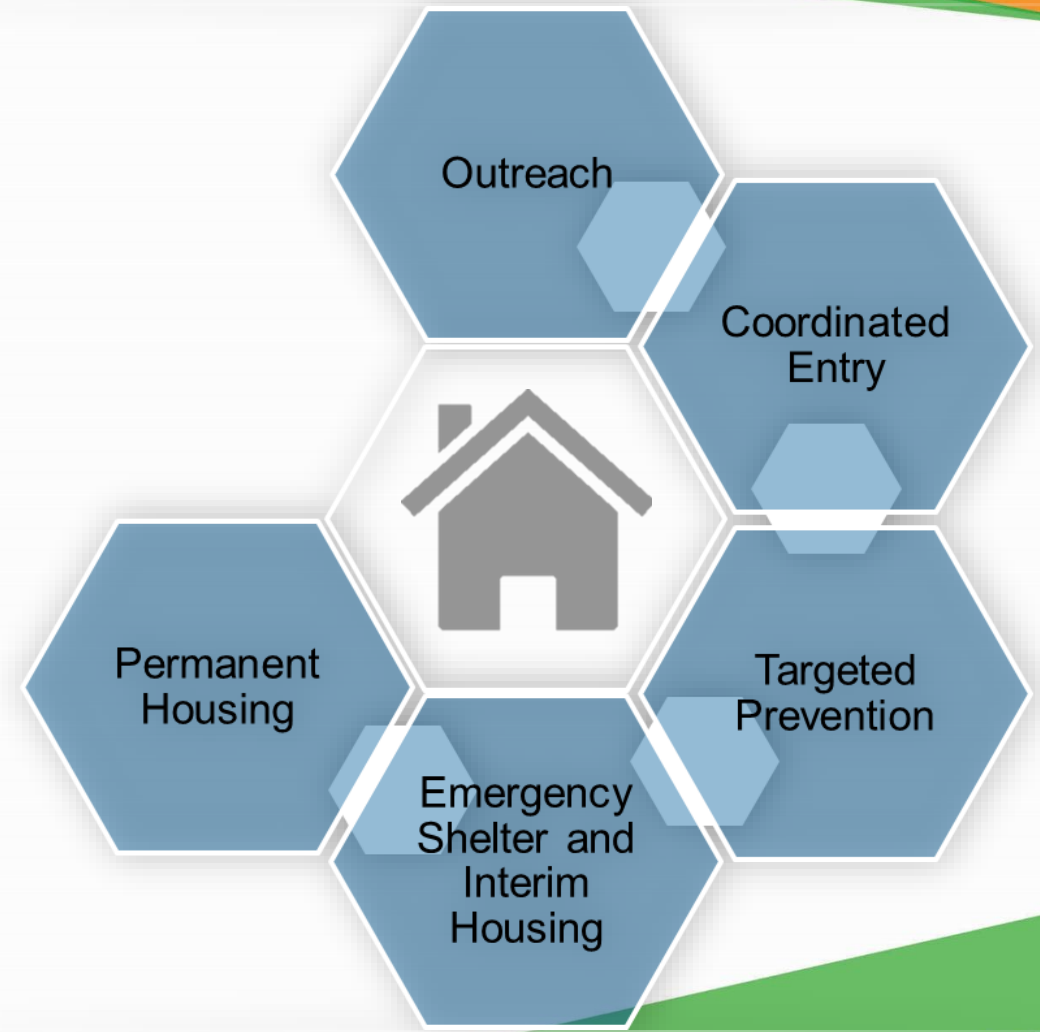 Outreach
Coordinated
Entry
Targeted
Prevention
Emergency
Shelter and
Interim
Housing
Permanent
Housing